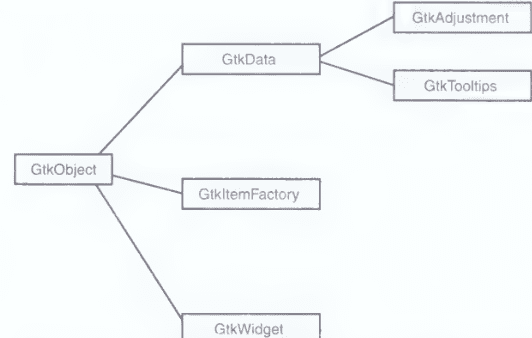 GtkAdjustment
GtkData
GtkTooltips
GtkObject
GtkItemFactory
GtkWidget